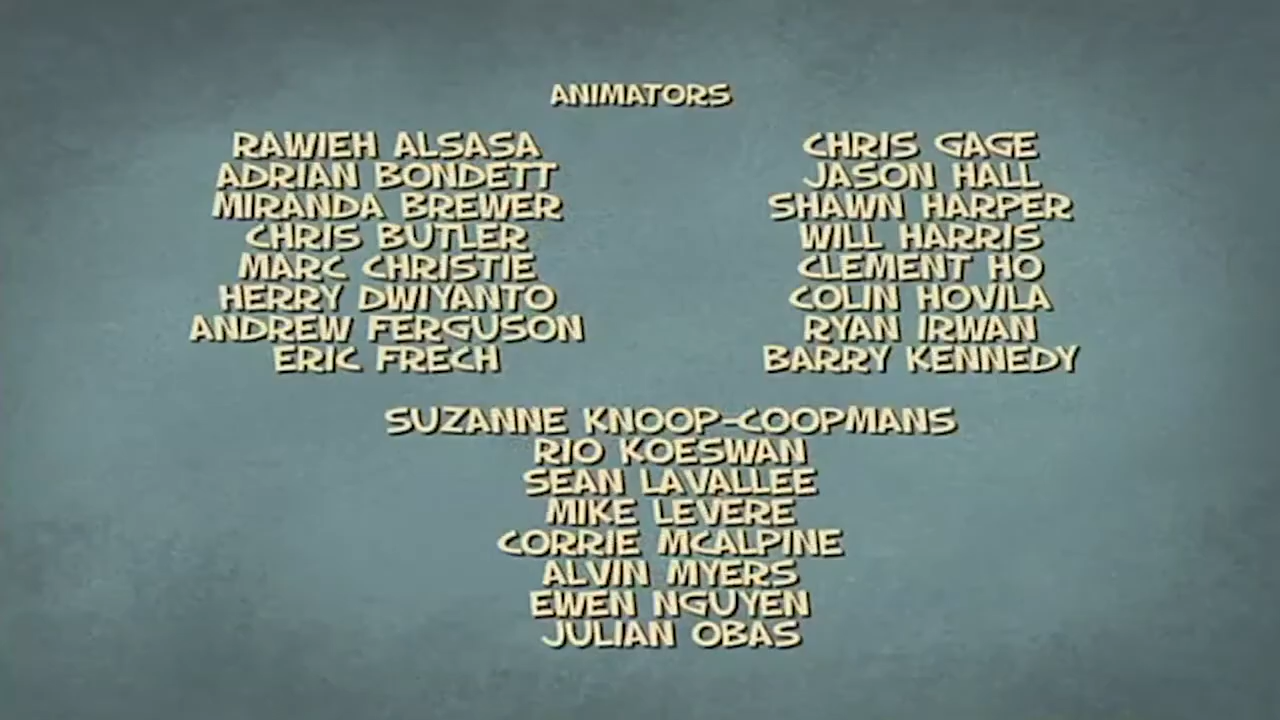 ANIMATORS
RAWIEH ALSASA
ADRIAN BONDETT
MIRANDA BREWER
CHRIS BUTLER
MARC CHRISTIE
HERRY DWIYANTO
ANDREW FERGUSON
ERIC FRECH
CHRIS GAGE
JASON HALL
SHAWN HARPER
WILL HARRIS
CLEMENT HO
COLIN HOVILA
RYAN IRWAN
BARRY KENNEDY
SUZANNE KNOOP-COOPMANS
RIO KOESWAN
SEAN LAVALLEE
MIKE LEVERE
CORRIE MCALPINE
ALVIN MYERS
EWEN NGUYEN
JULIAN OBAS